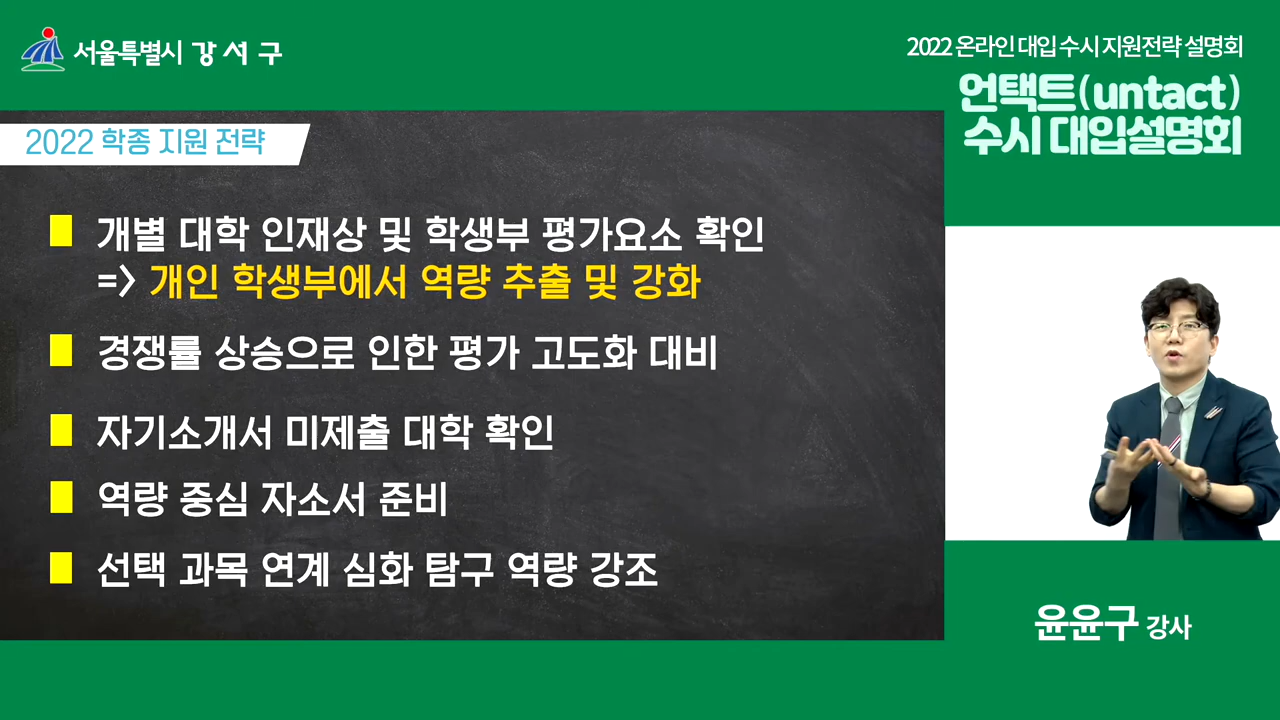 서울특별시 강서구
2022 온라인 대입 수시 지원전략 설명회
언택트(untact)
수시 대입설명회
2022 학종 지원 전략
개별 대학 인재상 및 학생부 평가요소 확인
=> 개인 학생부에서 역량 추출 및 강화
경쟁률 상승으로 인한 평가 고도화 대비
자기소개서 미제출 대학 확인
역량 중심 자소서 준비
선택 과목 연계 심화 탐구 역량 강조
윤윤구 강사